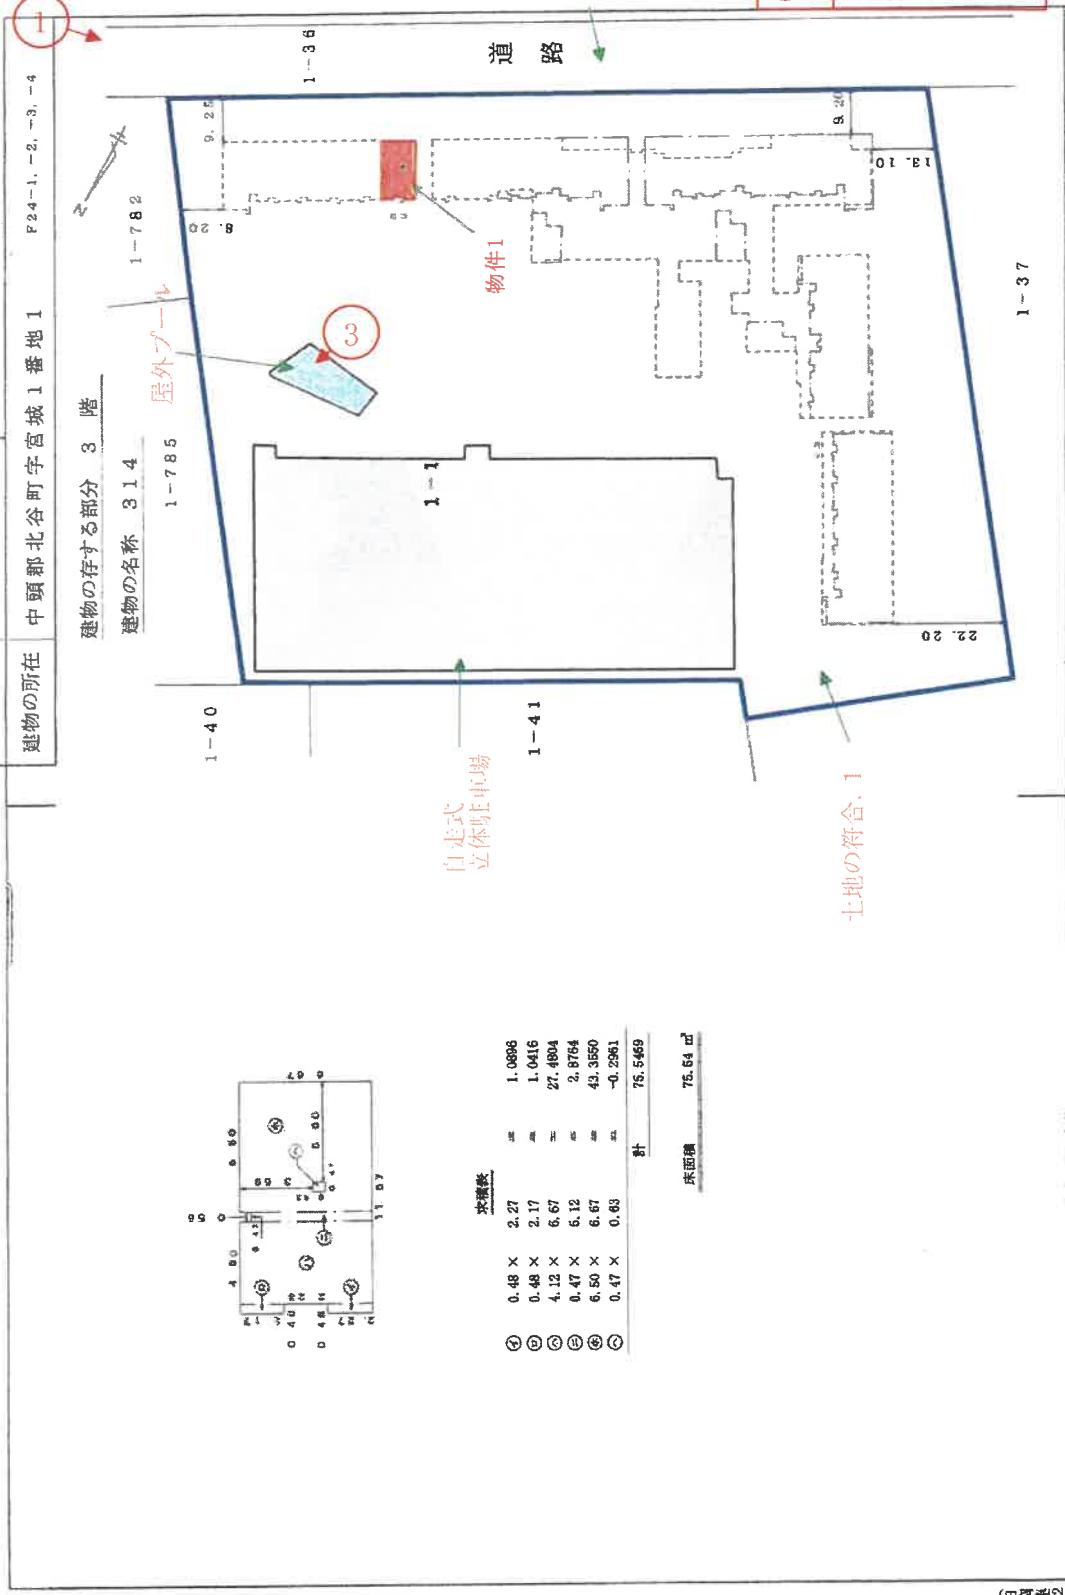 ①
建物の所在 中頭郡北谷町字宮城1番地1
F24-1, -2, -3, -4
建物の存する部分 3 階
建物の名称 314
1-782
1-785
1-36
道路
9.25
8.20
屋外プール
③
物件1
1-1
9.20
13.10
1-37
22.20
1-40
1-41
自走式
立体駐車場
土地の符合.1
求積表
イ 0.48 × 2.27 = 1.0896
ロ 0.48 × 2.17 = 1.0416
ハ 4.12 × 6.67 = 27.4804
ニ 0.47 × 6.12 = 2.8764
ホ 6.50 × 6.67 = 43.3550
ヘ 0.47 × 0.63 = -0.2961
計 75.5469
床面積 75.54 ㎡